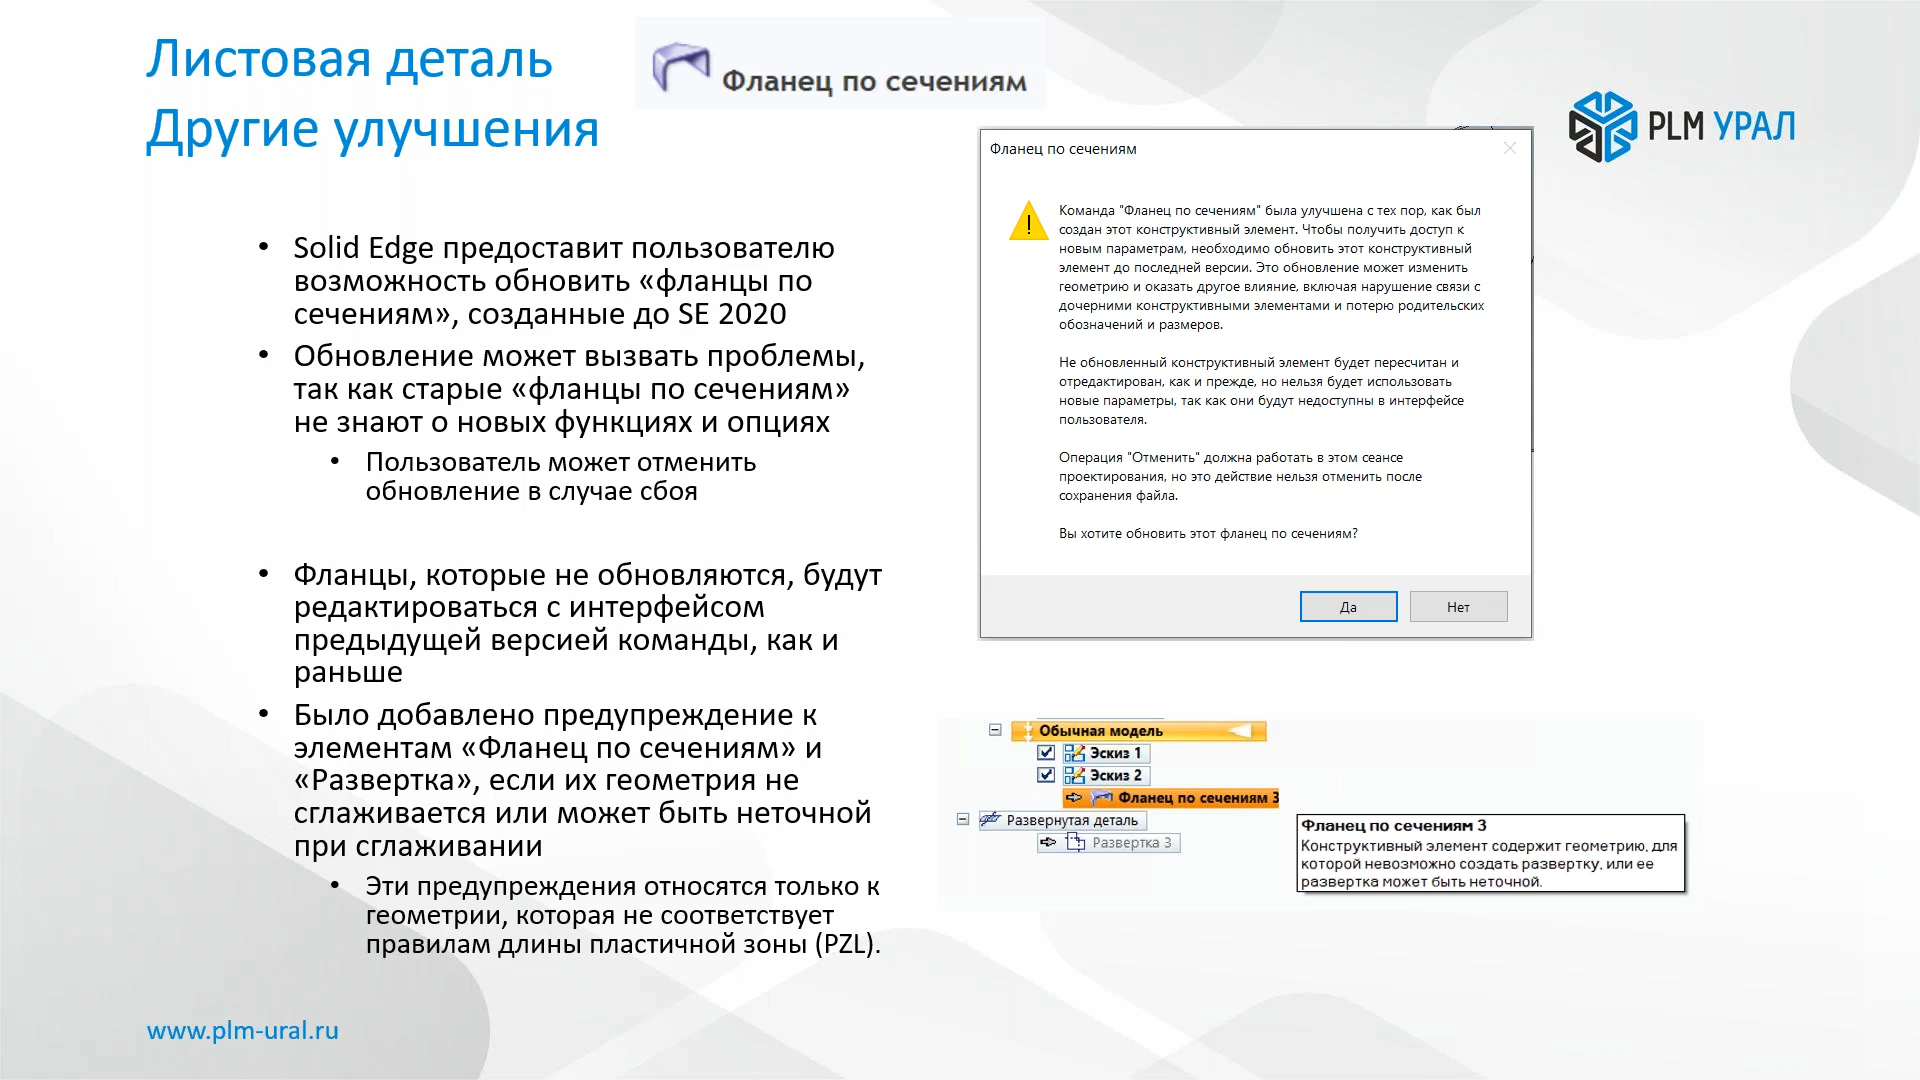 Листовая деталь
Другие улучшения
Фланец по сечениям
PLM УРАЛ
• Solid Edge предоставит пользователю
возможность обновить «фланцы по
сечениям», созданные до SE 2020
• Обновление может вызвать проблемы,
так как старые «фланцы по сечениям»
не знают о новых функциях и опциях
• Пользователь может отменить
обновление в случае сбоя
• Фланцы, которые не обновляются, будут
редактироваться с интерфейсом
предыдущей версией команды, как и
раньше
• Было добавлено предупреждение к
элементам «Фланец по сечениям» и
«Развертка», если их геометрия не
сглаживается или может быть неточной
при сглаживании
• Эти предупреждения относятся только к
геометрии, которая не соответствует
правилам длины пластичной зоны (PZL).
Фланец по сечениям
Команда "Фланец по сечениям" была улучшена с тех пор, как был
создан этот конструктивный элемент. Чтобы получить доступ к
новым параметрам, необходимо обновить этот конструктивный
элемент до последней версии. Это обновление может изменить
геометрию и оказать другое влияние, включая нарушение связи с
дочерними конструктивными элементами и потерю родительских
обозначений и размеров.
Не обновленный конструктивный элемент будет пересчитан и
отредактирован, как и прежде, но нельзя будет использовать
новые параметры, так как они будут недоступны в интерфейсе
пользователя.
Операция "Отменить" должна работать в этом сеансе
проектирования, но это действие нельзя отменить после
сохранения файла.
Вы хотите обновить этот фланец по сечениям?
Да
Нет
Обычная модель
Эскиз 1
Эскиз 2
Фланец по сечениям 3
Развернутая деталь
Развертка 3
Фланец по сечениям 3
Конструктивный элемент содержит геометрию, для
которой невозможно создать развертку, или ее
развертка может быть неточной.
www.plm-ural.ru